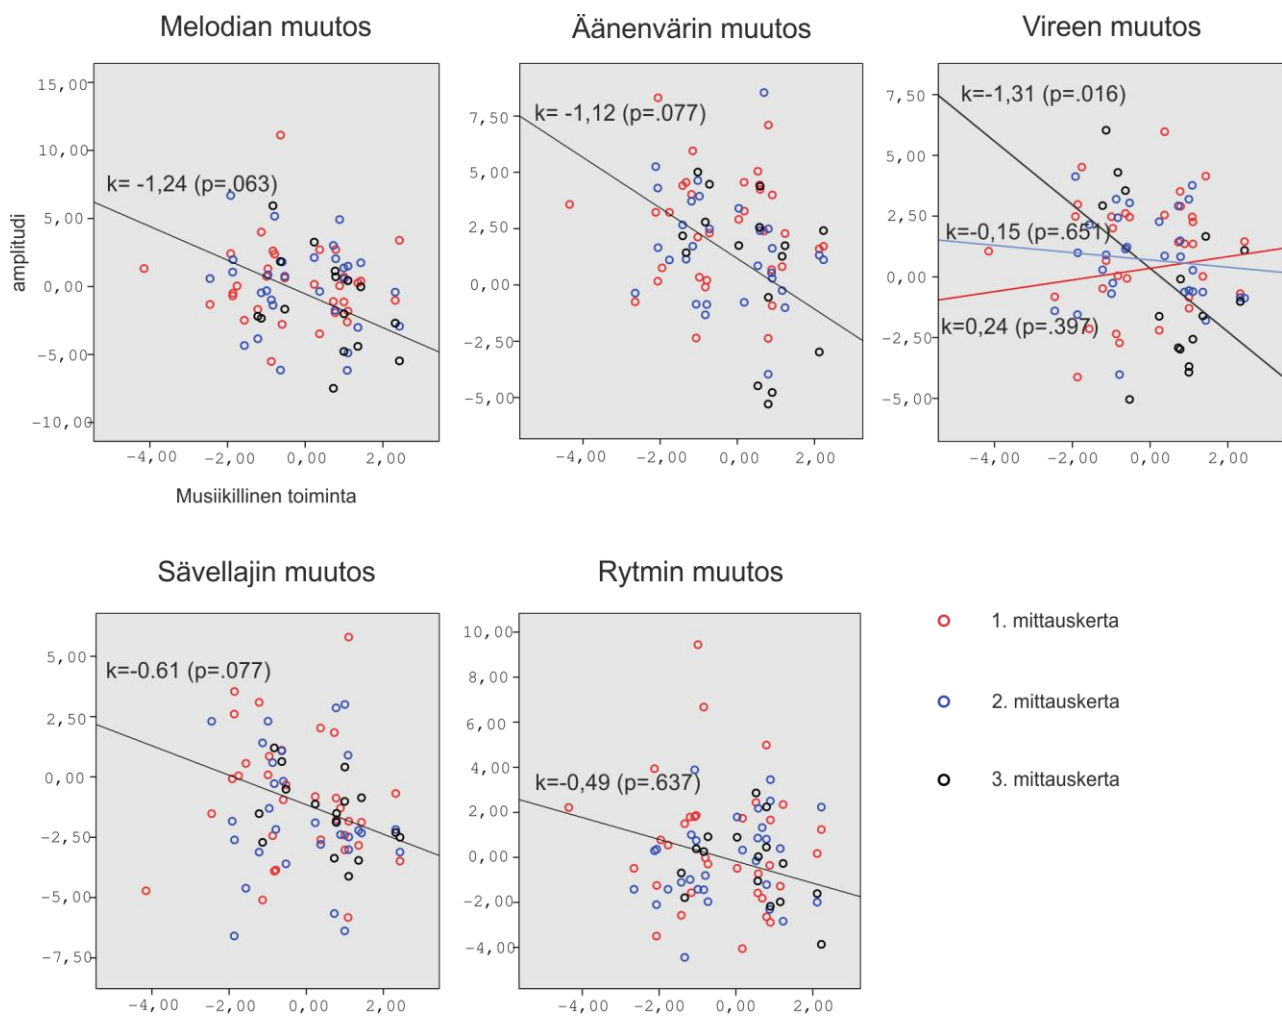 Melodian muutos
Äänenvärin muutos
Vireen muutos
15,00
10,00
5,00
0,00
-5,00
-10,00
amplitudi
k= -1,24 (p=.063)
-4,00 -2,00 0,00 2,00
Musiikillinen toiminta
7,50
5,00
2,50
0,00
-2,50
-5,00
k= -1,12 (p=.077)
-4,00 -2,00 0,00 2,00
7,50
5,00
2,50
0,00
-2,50
-5,00
k=-1,31 (p=.016)
k=-0,15 (p=.651)
k=0,24 (p=.397)
-4,00 -2,00 0,00 2,00
Sävellajin muutos
Rytmin muutos
5,00
2,50
0,00
-2,50
-5,00
-7,50
k=-0.61 (p=.077)
-4,00 -2,00 0,00 2,00
10,00
8,00
6,00
4,00
2,00
0,00
-2,00
-4,00
k=-0,49 (p=.637)
-4,00 -2,00 0,00 2,00
1. mittauskerta
2. mittauskerta
3. mittauskerta